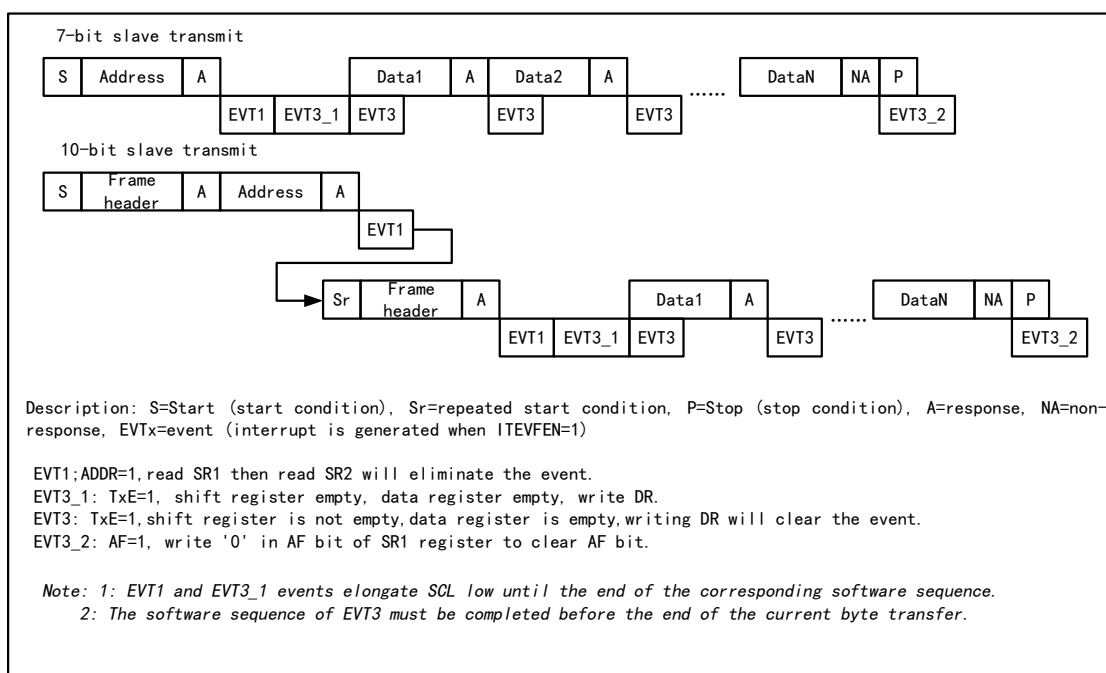 7-bit slave transmit
S Address A Data1 A Data2 A ...... DataN NA P
EVT1 EVT3_1 EVT3 EVT3 EVT3 EVT3_2
10-bit slave transmit
S Frame header A Address A
EVT1
Sr Frame header A Data1 A ...... DataN NA P
EVT1 EVT3_1 EVT3 EVT3 EVT3_2
Description: S=Start (start condition), Sr=repeated start condition, P=Stop (stop condition), A=response, NA=non-
response, EVTx=event (interrupt is generated when ITEVFEN=1)
EVT1;ADDR=1,read SR1 then read SR2 will eliminate the event.
EVT3_1: TxE=1, shift register empty, data register empty, write DR.
EVT3: TxE=1,shift register is not empty,data register is empty,writing DR will clear the event.
EVT3_2: AF=1, write '0' in AF bit of SR1 register to clear AF bit.
Note: 1: EVT1 and EVT3_1 events elongate SCL low until the end of the corresponding software sequence.
2: The software sequence of EVT3 must be completed before the end of the current byte transfer.